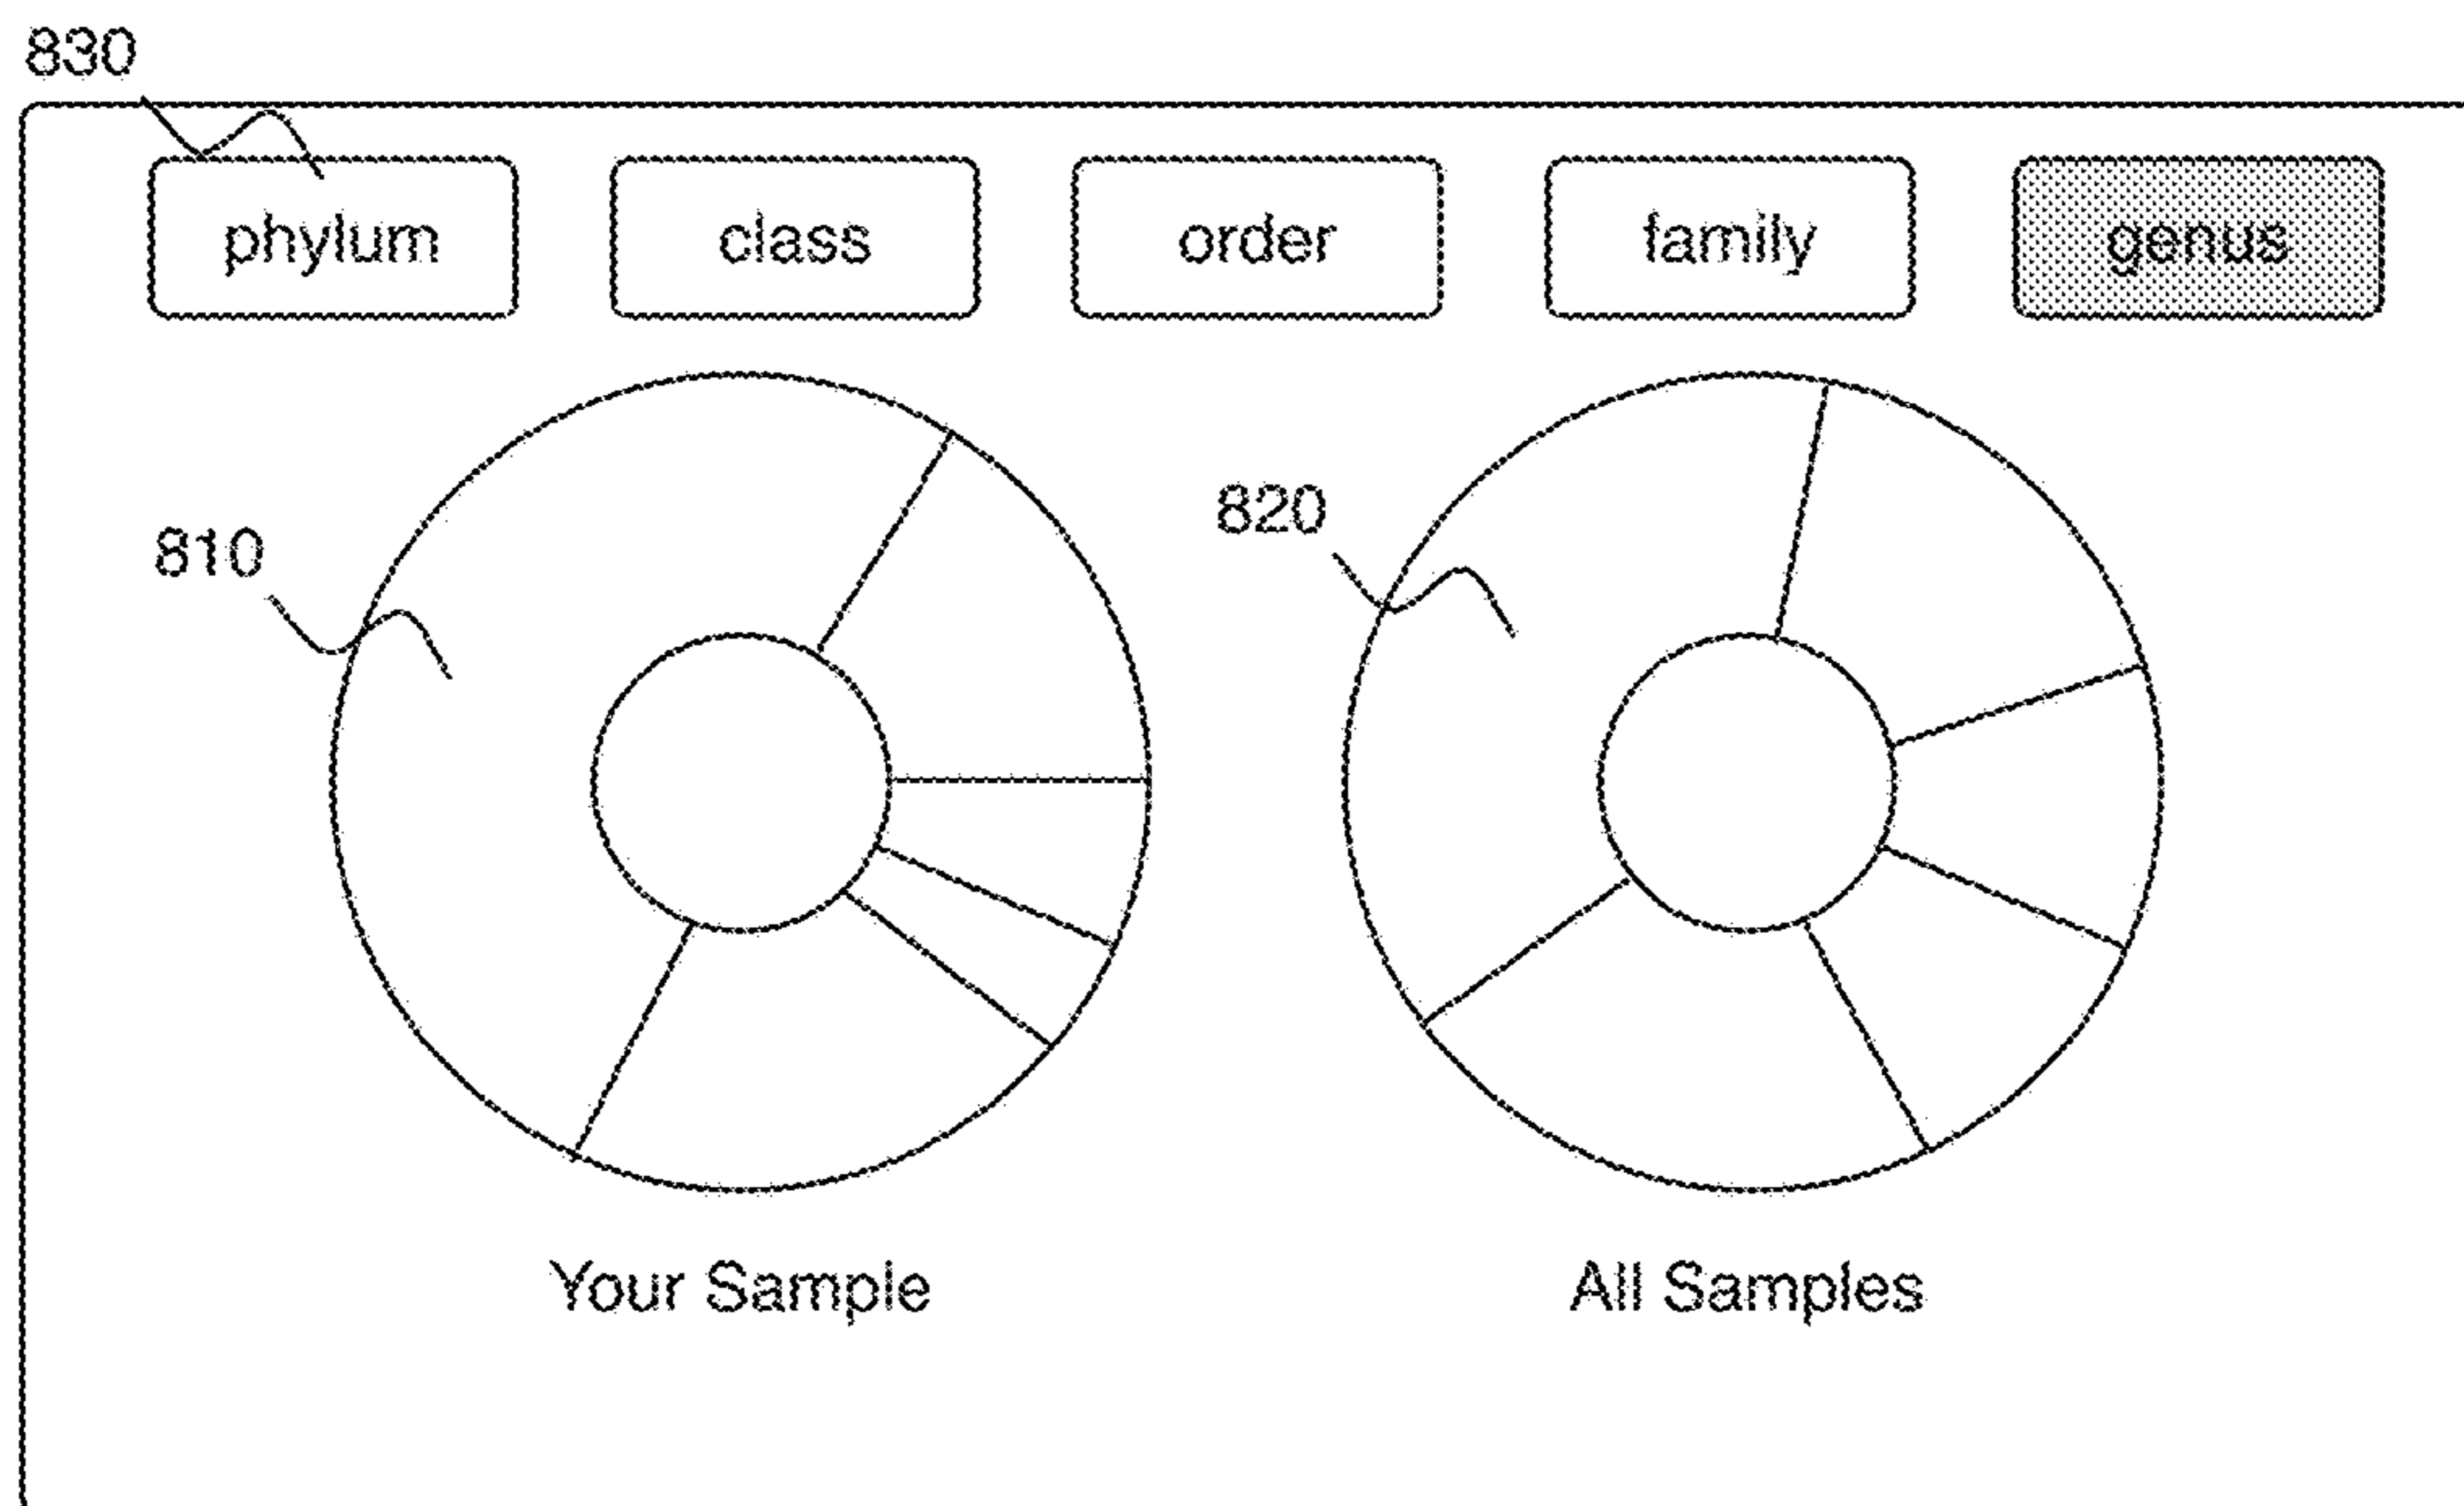 830
phylum class order family genus
810
820
Your Sample
All Samples